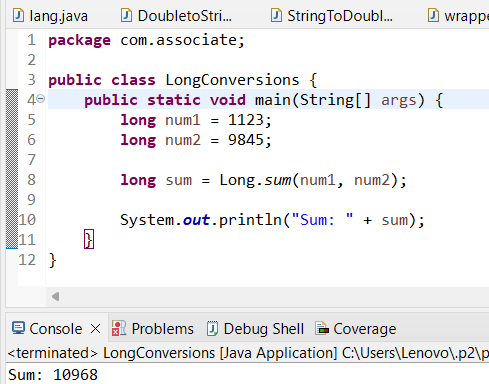 lang.java DoubletoStri... StringToDoubl... wrappe
1 package com.associate;
2
3 public class LongConversions {
4 public static void main(String[] args) {
5 long num1 = 1123;
6 long num2 = 9845;
7
8 long sum = Long.sum(num1, num2);
9
10 System.out.println("Sum: " + sum);
11 }
12 }
Console Problems Debug Shell Coverage
<terminated> LongConversions [Java Application] C:\Users\Lenovo\.p2\p
Sum: 10968